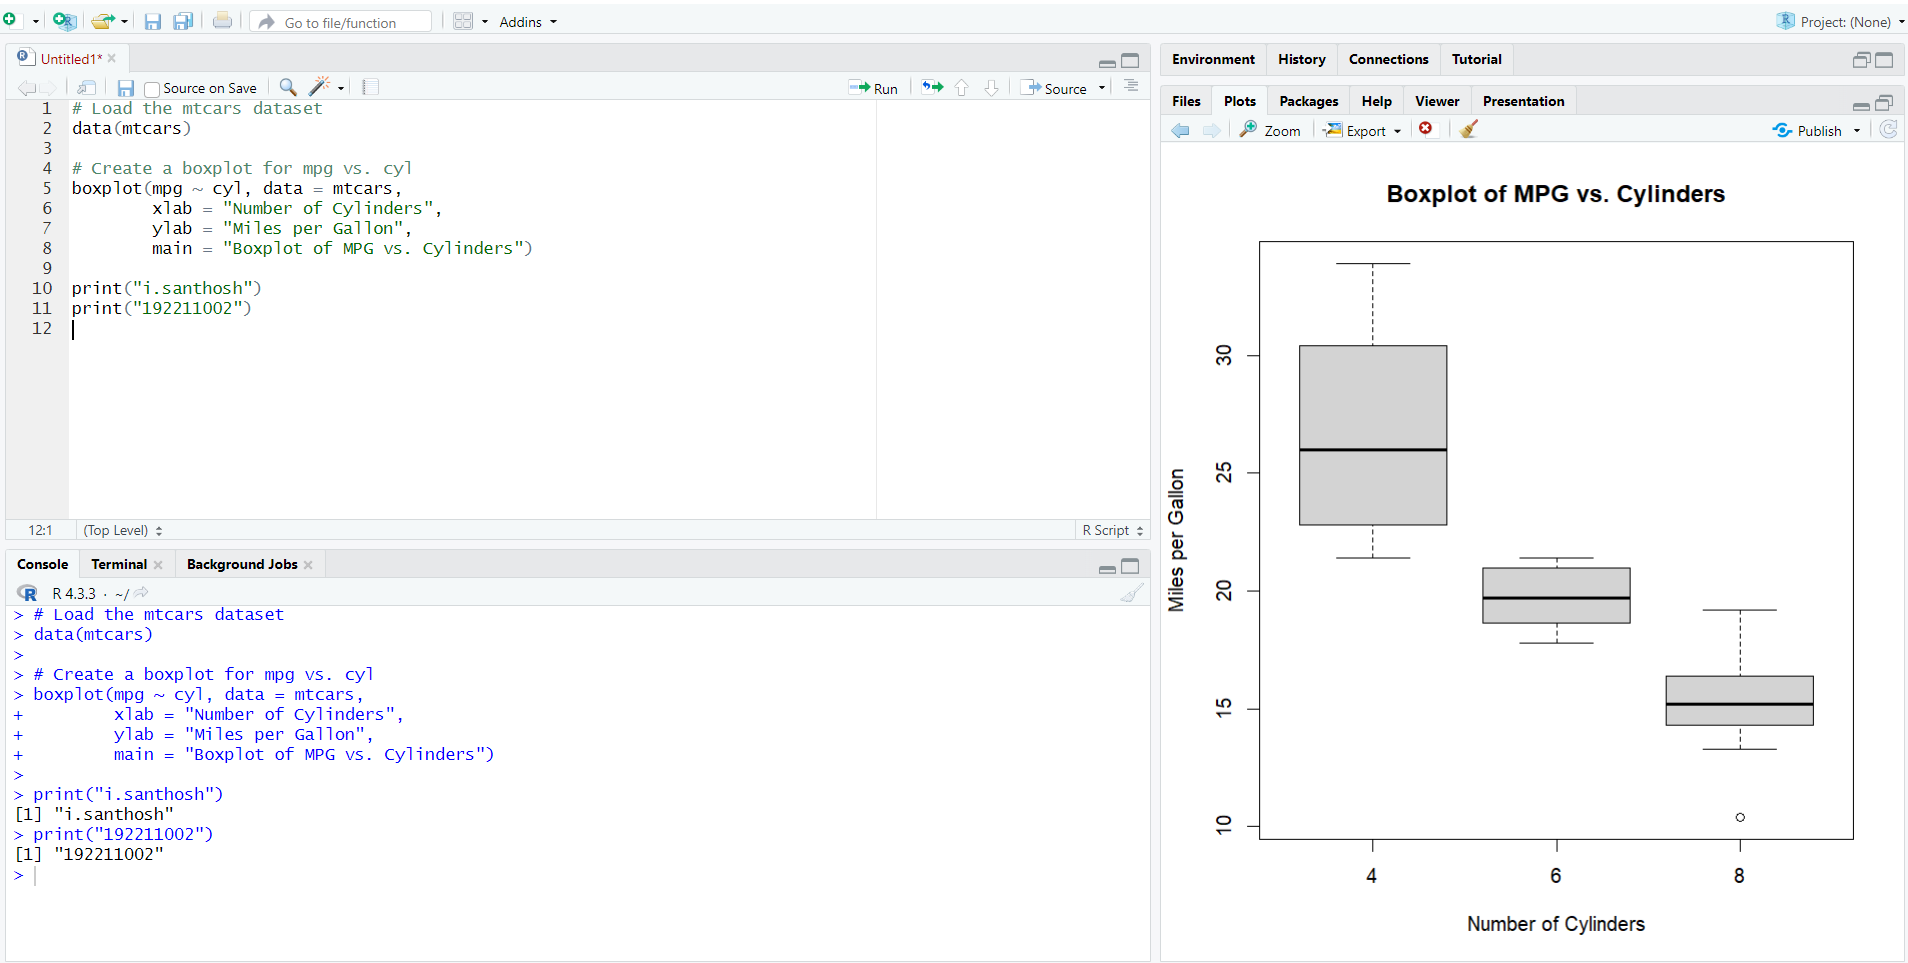 Go to file/function
Addins
Project: (None)
Untitled1*
Source on Save
Run
Source
1 # Load the mtcars dataset
2 data(mtcars)
3
4 # Create a boxplot for mpg vs. cyl
5 boxplot(mpg ~ cyl, data = mtcars,
6         xlab = "Number of Cylinders",
7         ylab = "Miles per Gallon",
8         main = "Boxplot of MPG vs. Cylinders")
9
10 print("i.santhosh")
11 print("192211002")
12
12:1 (Top Level) R Script
Console Terminal Background Jobs
R 4.3.3 · ~/
> # Load the mtcars dataset
> data(mtcars)
>
> # Create a boxplot for mpg vs. cyl
> boxplot(mpg ~ cyl, data = mtcars,
+         xlab = "Number of Cylinders",
+         ylab = "Miles per Gallon",
+         main = "Boxplot of MPG vs. Cylinders")
>
> print("i.santhosh")
[1] "i.santhosh"
> print("192211002")
[1] "192211002"
>
Environment History Connections Tutorial
Files Plots Packages Help Viewer Presentation
Zoom Export Publish
Boxplot of MPG vs. Cylinders
Miles per Gallon
30
25
20
15
10
4 6 8
Number of Cylinders